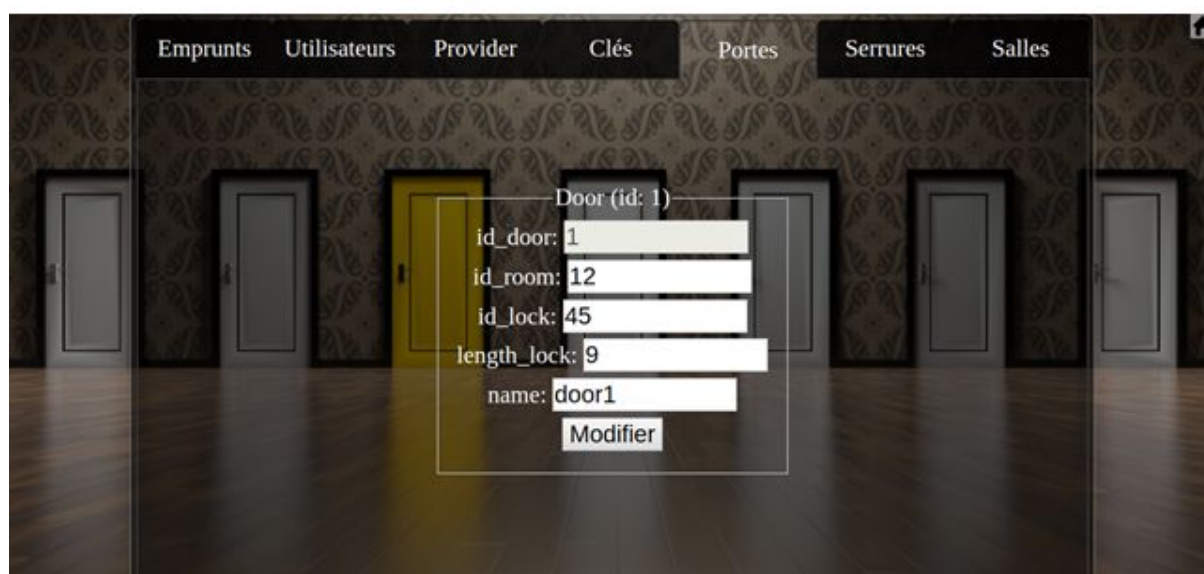 Emprunts Utilisateurs Provider Clés Portes Serrures Salles
Door (id: 1)
id_door: 1
id_room: 12
id_lock: 45
length_lock: 9
name: door1
Modifier